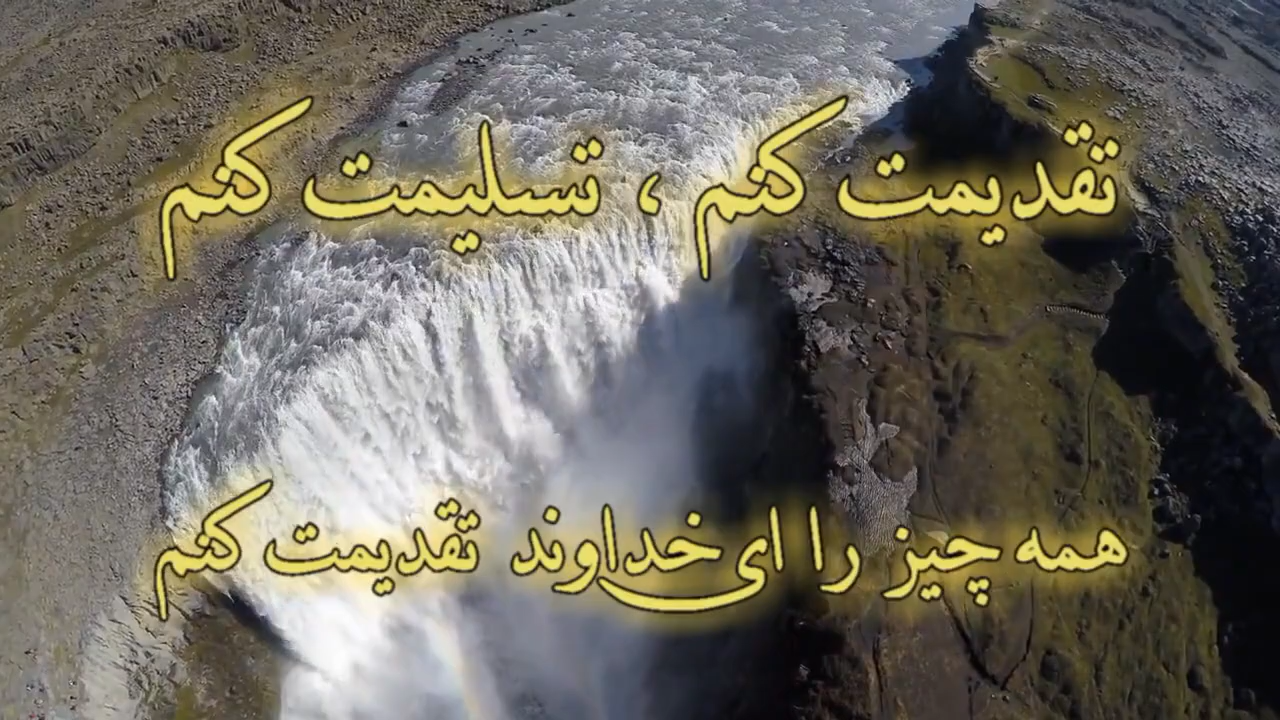 تقدیمت کنم ، تسلیمت کنم
همه چیز را ای خداوند تقدیمت کنم